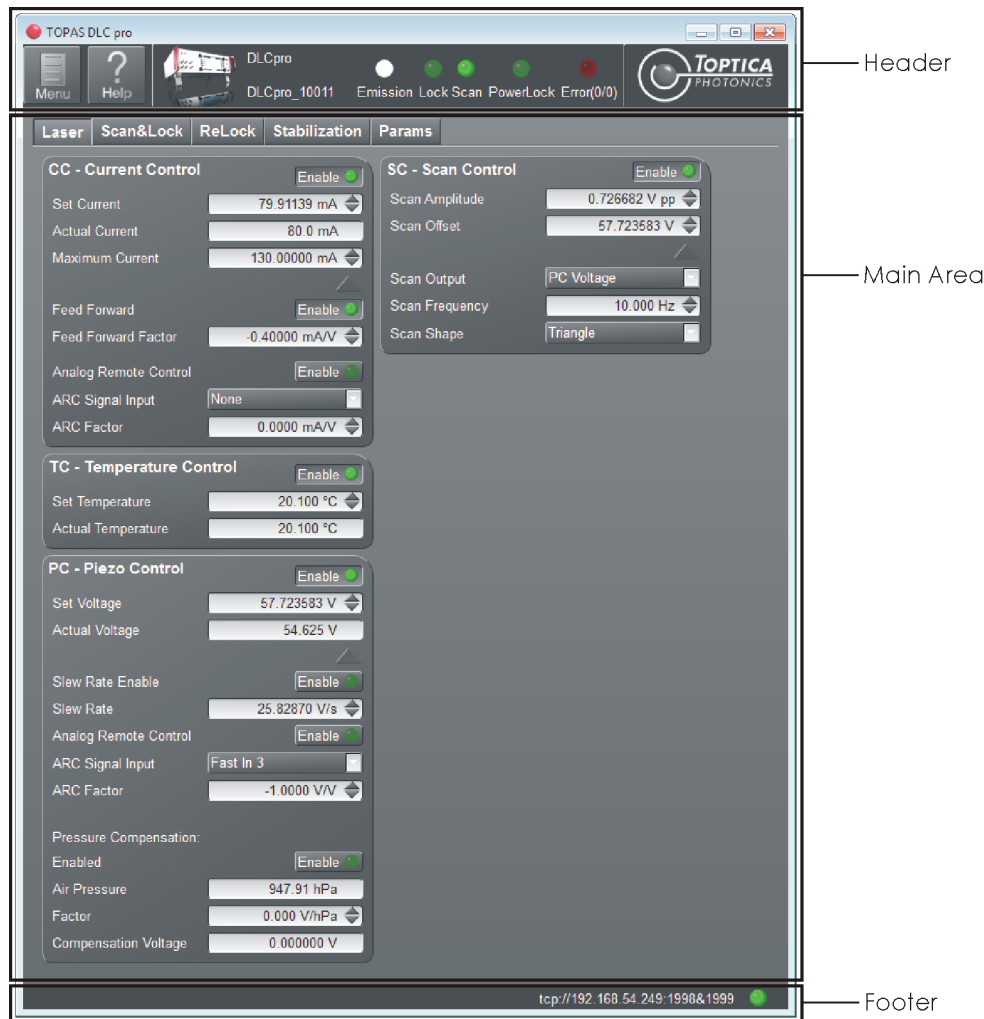 TOPAS DLC pro
Menu
Help
DLCpro
DLCpro_10011
Emission Lock Scan PowerLock Error(0/0)
TOPTICA
PHOTONICS
Header
Laser Scan&Lock ReLock Stabilization Params
CC - Current Control Enable
Set Current 79.91139 mA
Actual Current 80.0 mA
Maximum Current 130.00000 mA
Feed Forward Enable
Feed Forward Factor -0.40000 mA/V
Analog Remote Control Enable
ARC Signal Input None
ARC Factor 0.0000 mA/V
TC - Temperature Control Enable
Set Temperature 20.100 °C
Actual Temperature 20.100 °C
PC - Piezo Control Enable
Set Voltage 57.723583 V
Actual Voltage 54.625 V
Slew Rate Enable Enable
Slew Rate 25.82870 V/s
Analog Remote Control Enable
ARC Signal Input Fast In 3
ARC Factor -1.0000 V/V
Pressure Compensation:
Enabled Enable
Air Pressure 947.91 hPa
Factor 0.000 V/hPa
Compensation Voltage 0.000000 V
SC - Scan Control Enable
Scan Amplitude 0.726682 V pp
Scan Offset 57.723583 V
Scan Output PC Voltage
Scan Frequency 10.000 Hz
Scan Shape Triangle
Main Area
tcp://192.168.54.249:1998&1999
Footer